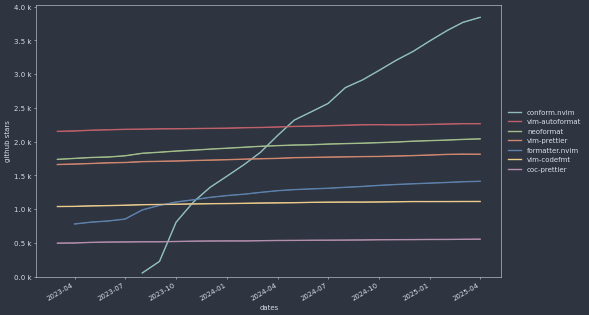 4.0 k
3.5 k
3.0 k
2.5 k
2.0 k
1.5 k
1.0 k
0.5 k
0.0 k
github stars
2023-04
2023-07
2023-10
2024-01
2024-04
2024-07
2024-10
2025-01
2025-04
dates
conform.nvim
vim-autoformat
neoformat
vim-prettier
formatter.nvim
vim-codefmt
coc-prettier